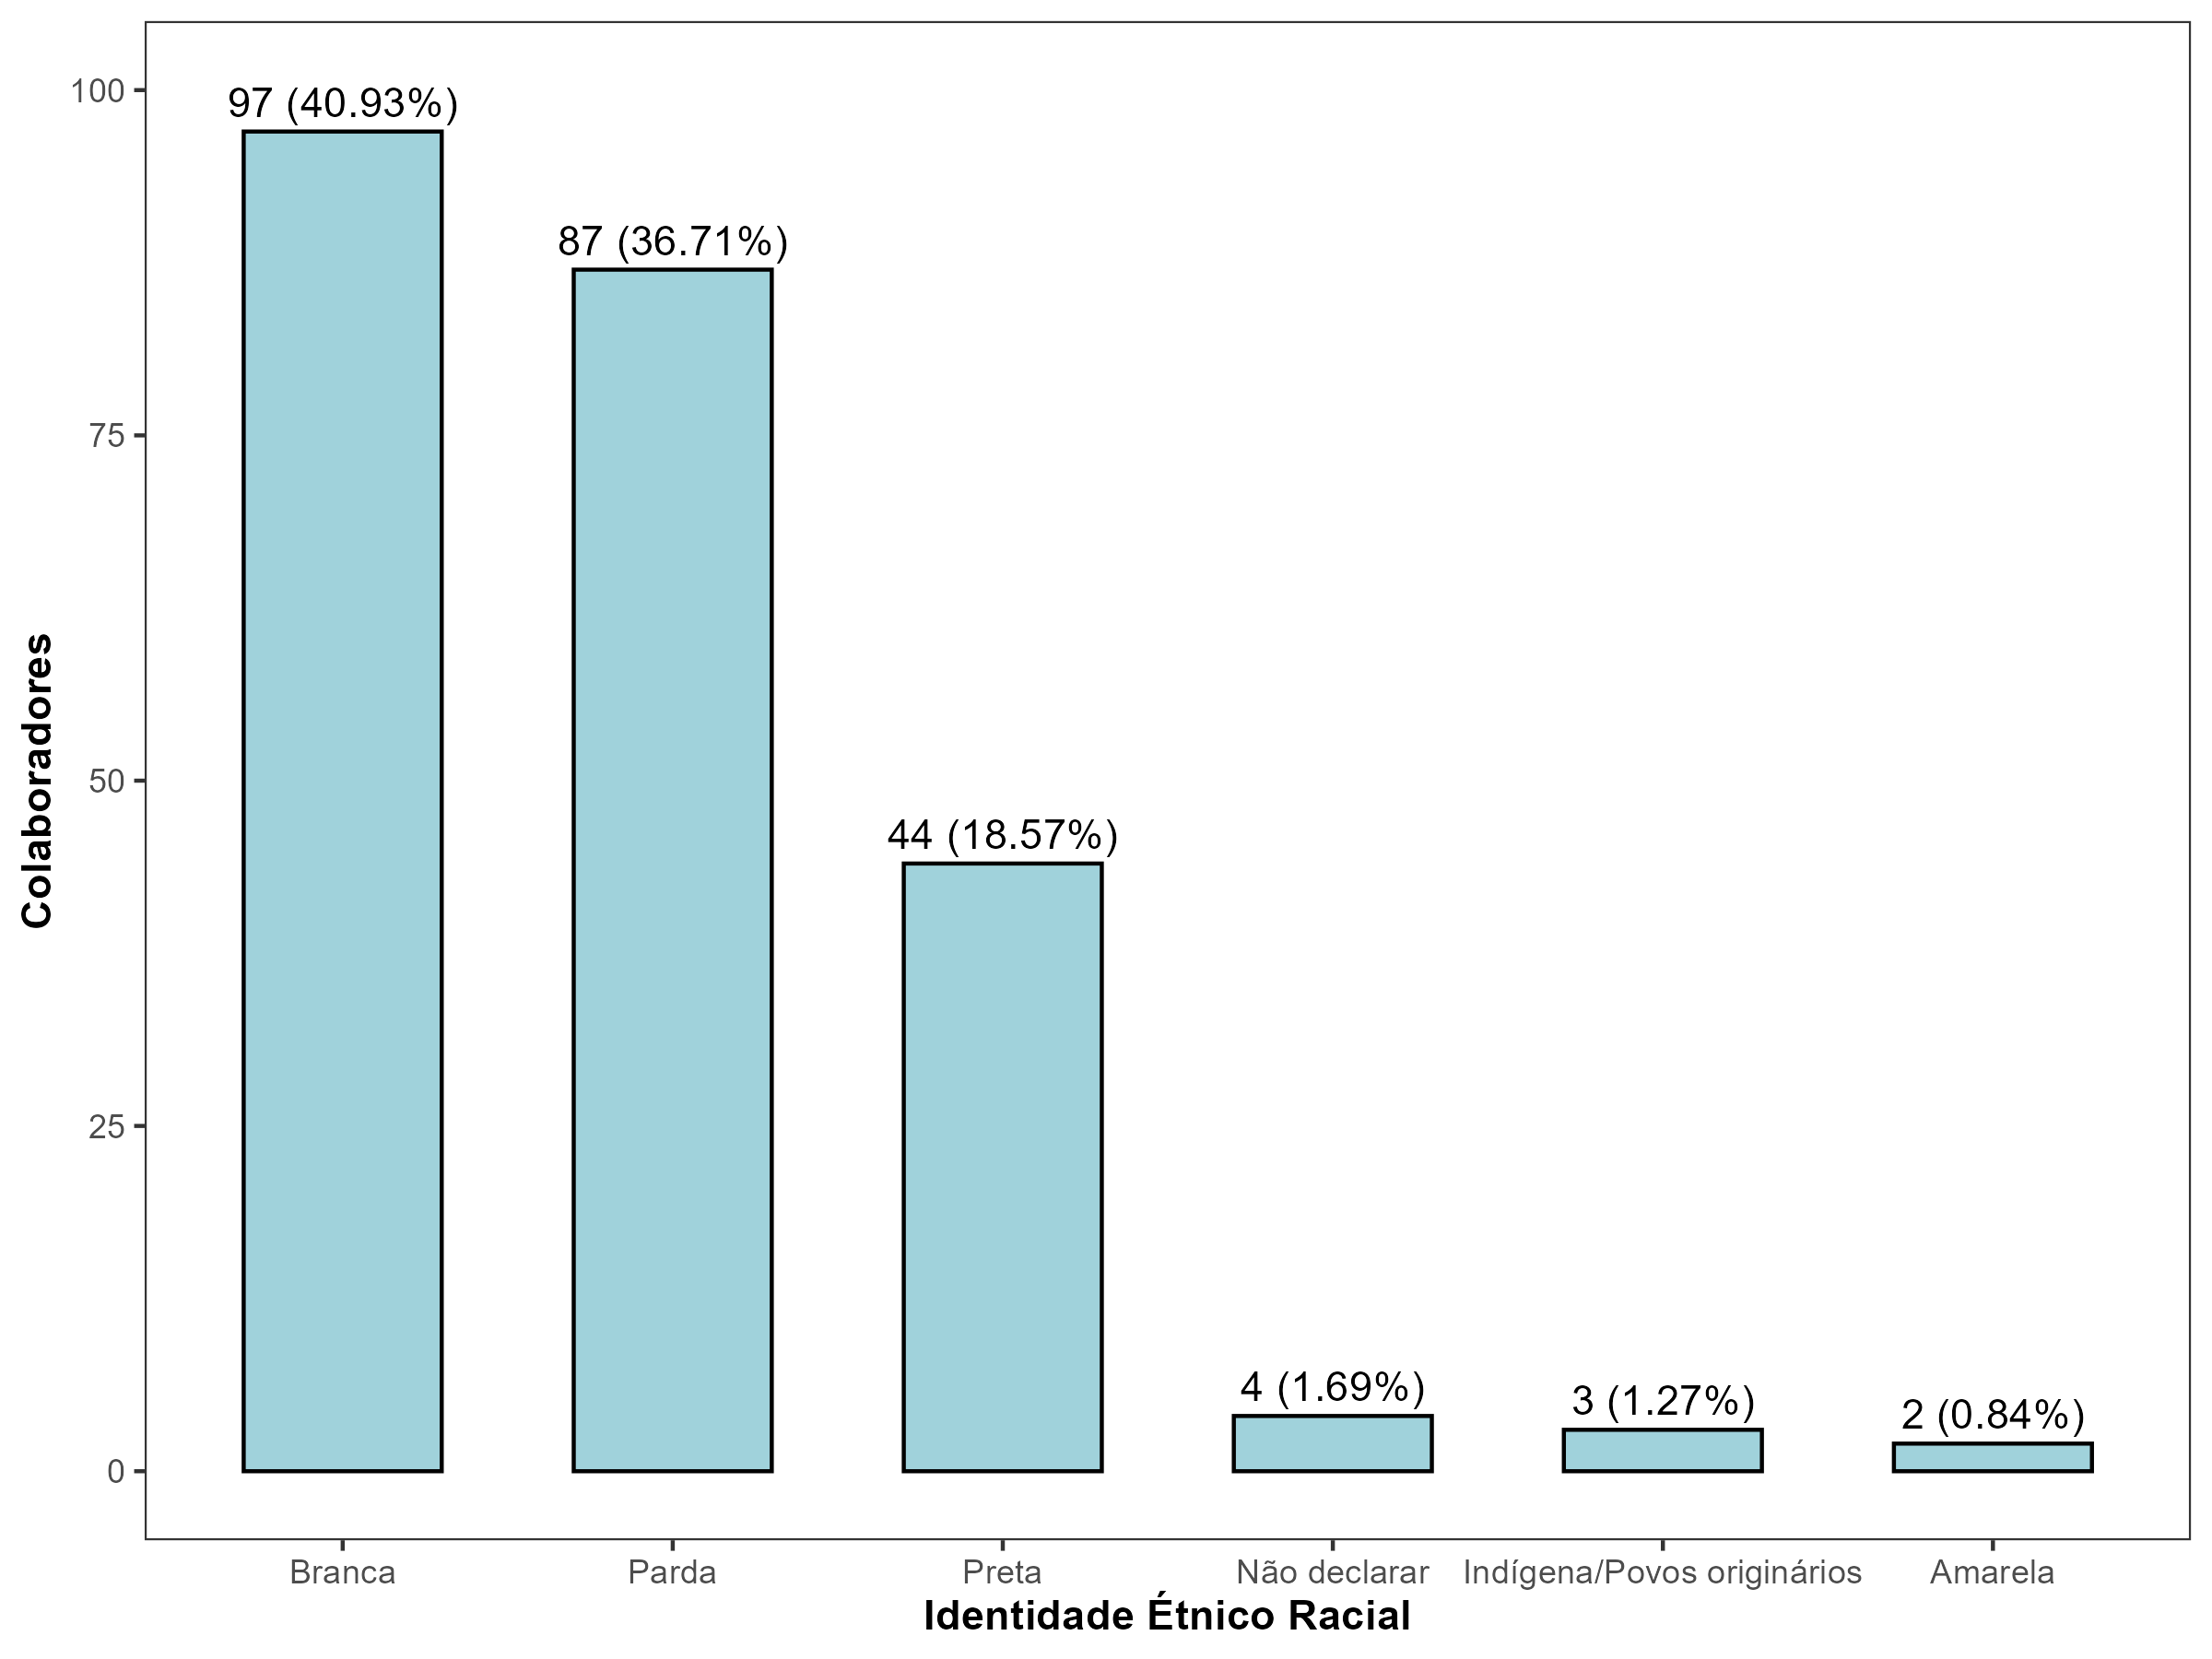 100
75
50
25
0
Colaboradores
97 (40.93%)
87 (36.71%)
44 (18.57%)
4 (1.69%)
3 (1.27%)
2 (0.84%)
Branca
Parda
Preta
Não declarar
Indígena/Povos originários
Amarela
Identidade Étnico Racial